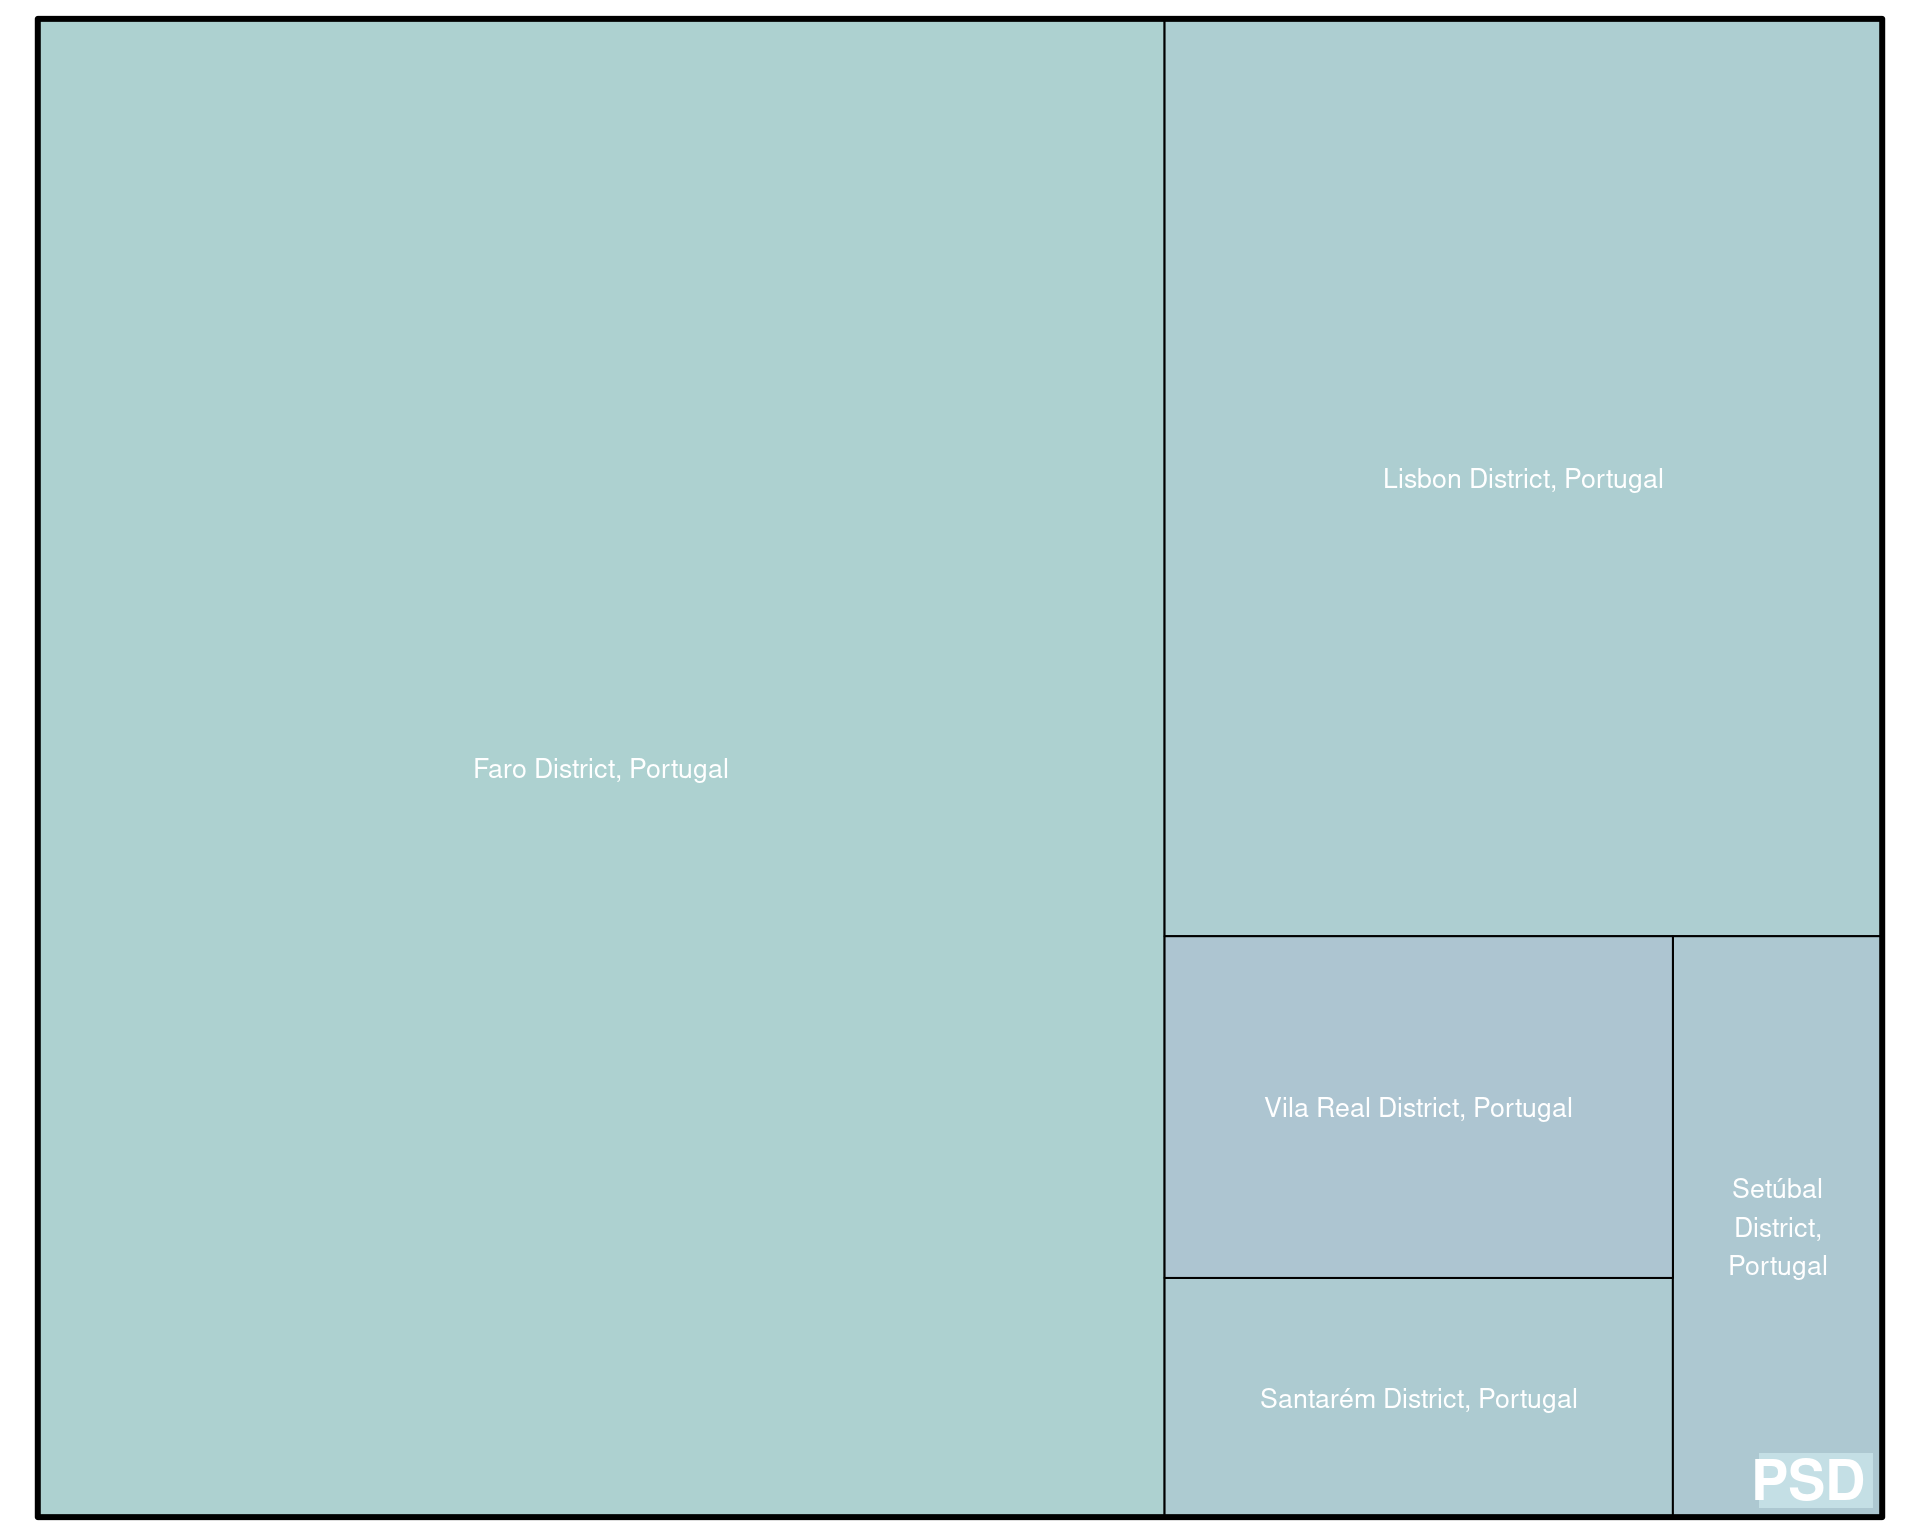 Faro District, Portugal
Lisbon District, Portugal
Vila Real District, Portugal
Setúbal
District,
Portugal
Santarém District, Portugal
PSD